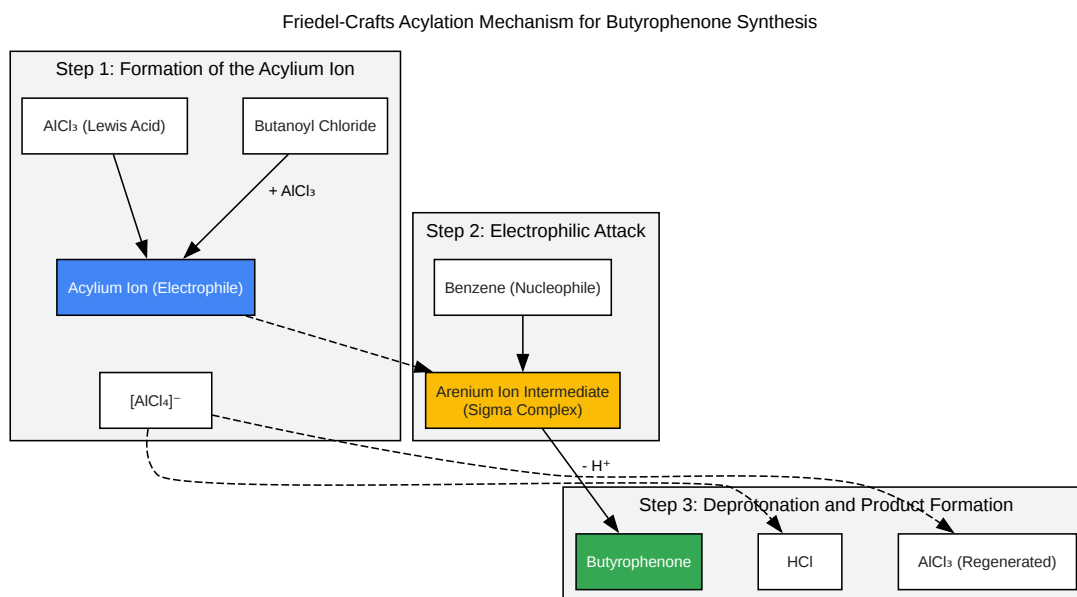 Friedel-Crafts Acylation Mechanism for Butyrophenone Synthesis
Step 1: Formation of the Acylium Ion
AlCl₃ (Lewis Acid)
Butanoyl Chloride
+ AlCl₃
Acylium Ion (Electrophile)
[AlCl₄]⁻
Step 2: Electrophilic Attack
Benzene (Nucleophile)
Arenium Ion Intermediate
(Sigma Complex)
- H⁺
Step 3: Deprotonation and Product Formation
Butyrophenone
HCl
AlCl₃ (Regenerated)